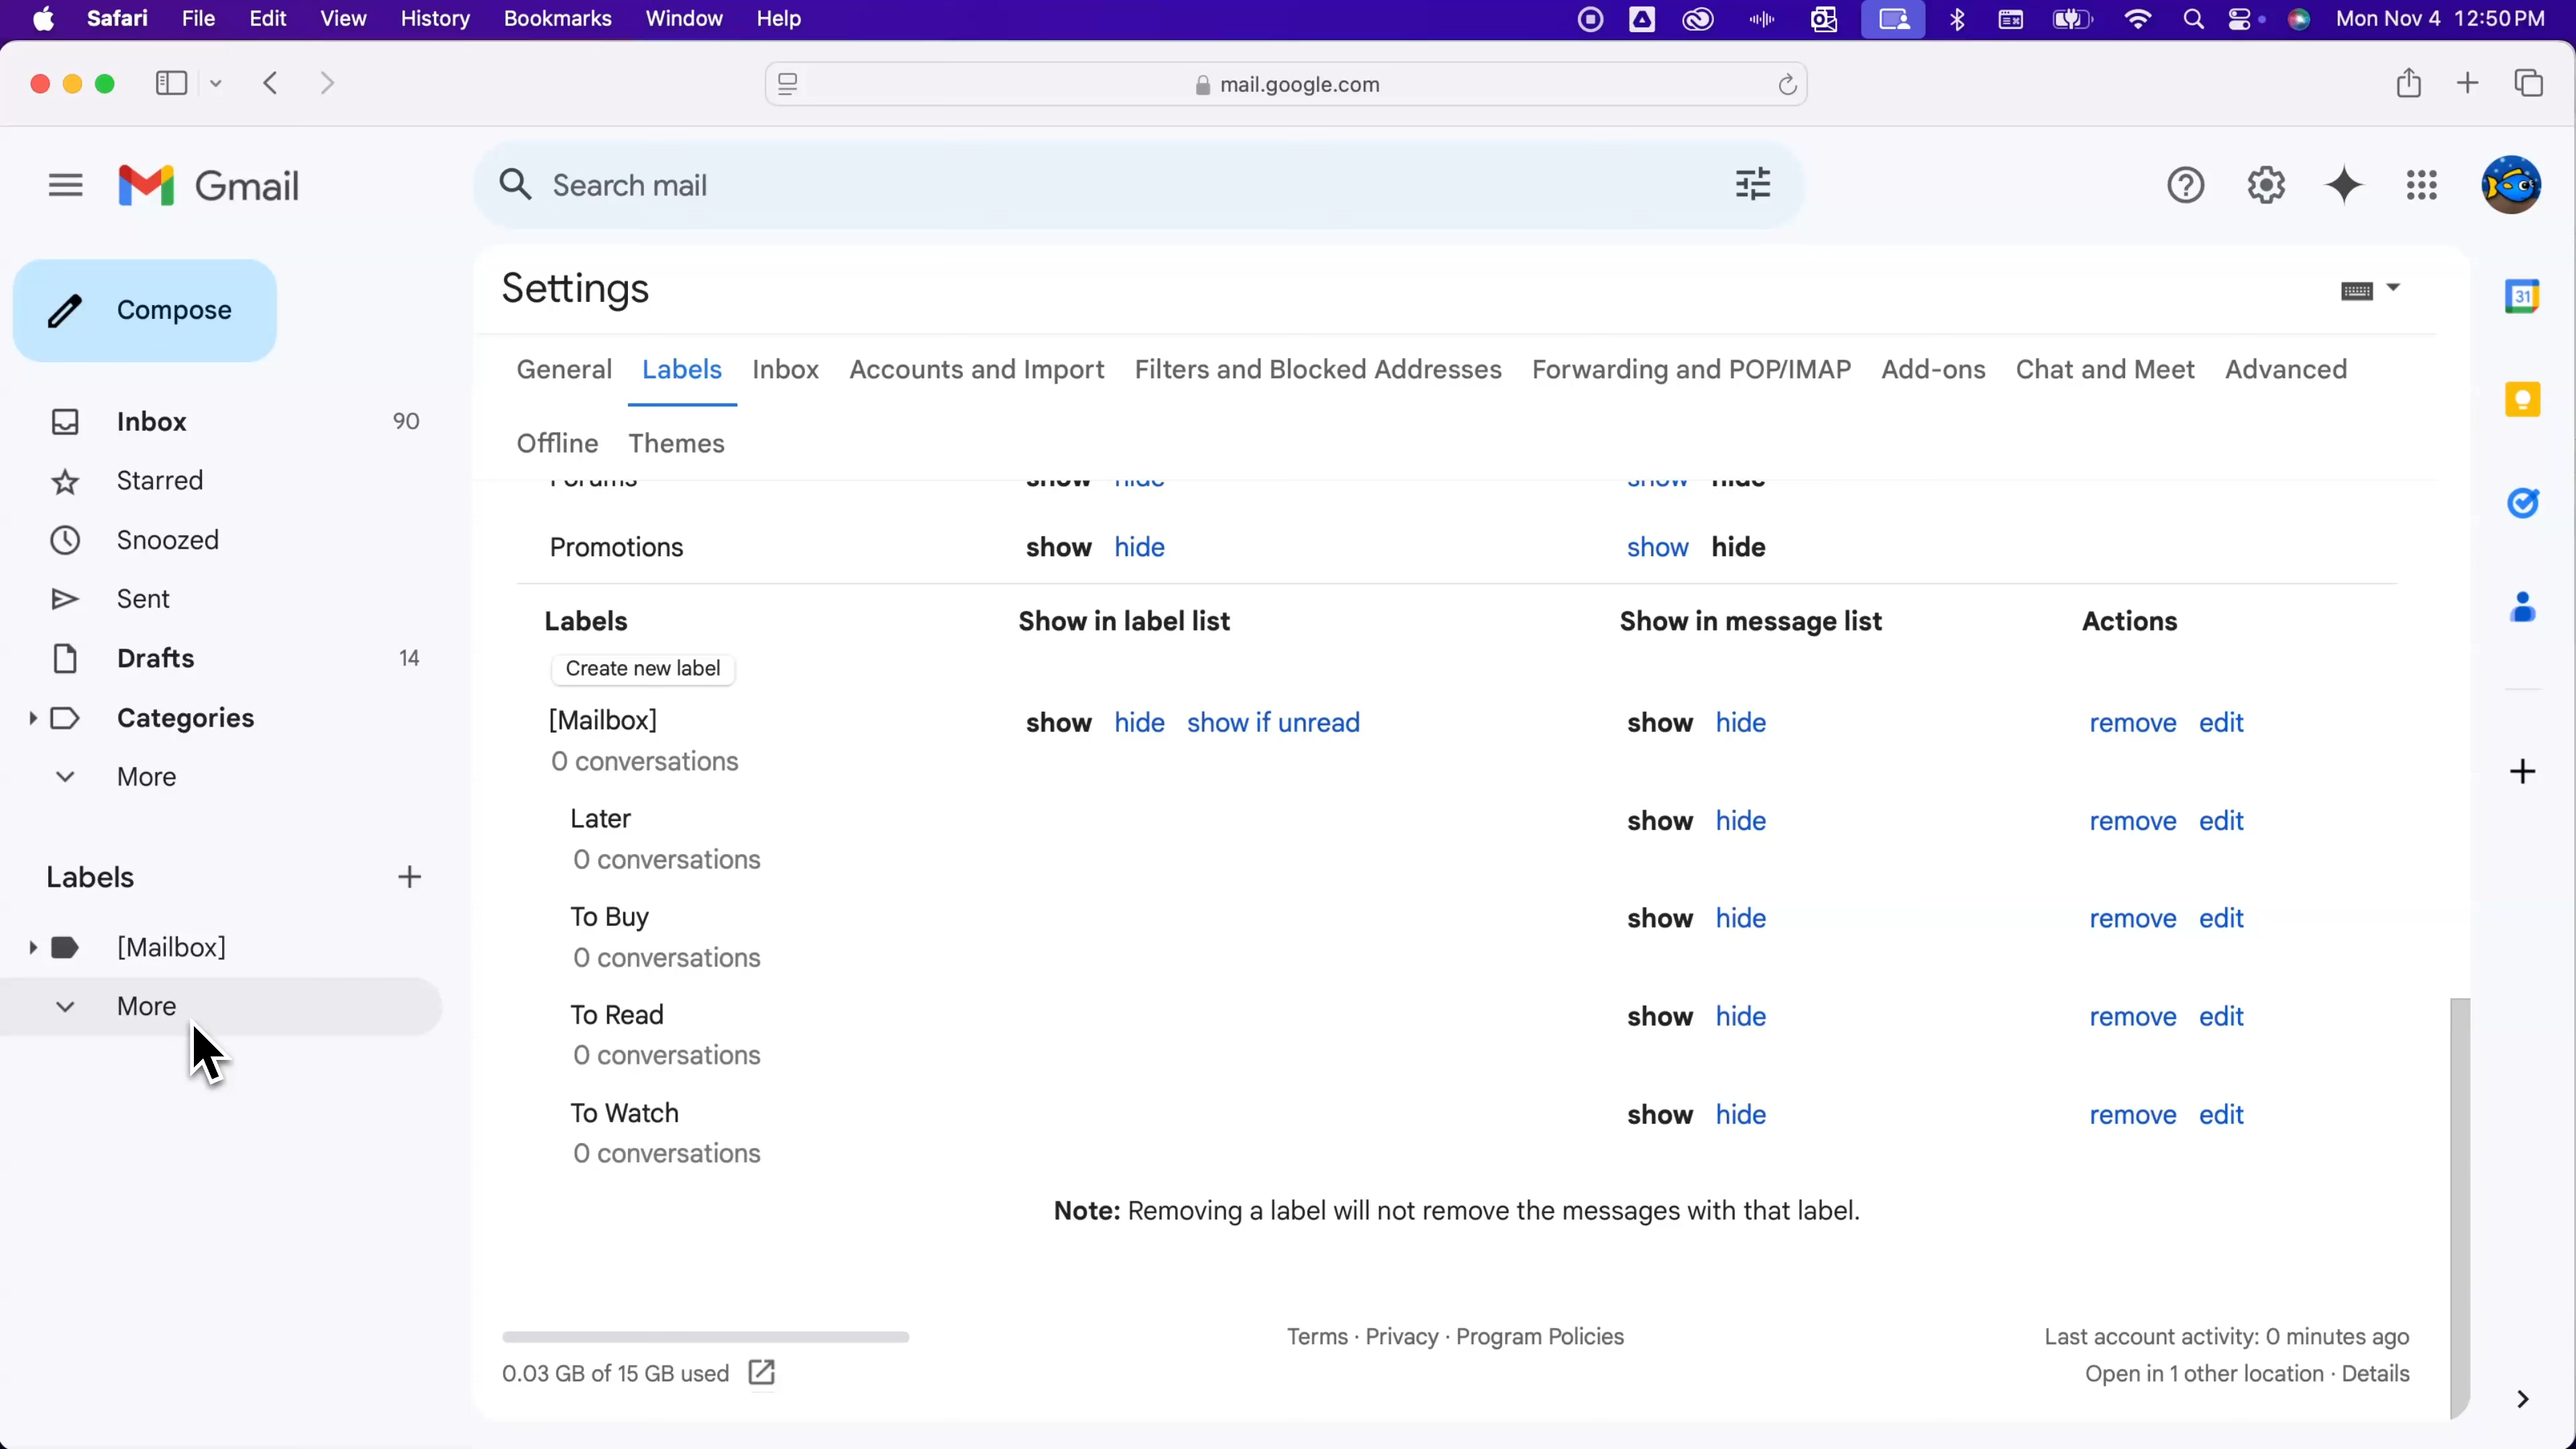 Safari File Edit View History Bookmarks Window Help Mon Nov 4 12:50 PM
mail.google.com
Gmail
Search mail
Compose
Settings
General Labels Inbox Accounts and Import Filters and Blocked Addresses Forwarding and POP/IMAP Add-ons Chat and Meet Advanced
Offline Themes
31
Inbox 90
Starred
Snoozed
Sent
Drafts 14
Categories
More
Labels
[Mailbox]
More
Forums show hide show hide
Promotions show hide show hide
Labels Show in label list Show in message list Actions
Create new label
[Mailbox] show hide show if unread show hide remove edit
0 conversations
Later show hide remove edit
0 conversations
To Buy show hide remove edit
0 conversations
To Read show hide remove edit
0 conversations
To Watch show hide remove edit
0 conversations
Note: Removing a label will not remove the messages with that label.
Terms · Privacy · Program Policies
Last account activity: 0 minutes ago
0.03 GB of 15 GB used
Open in 1 other location · Details